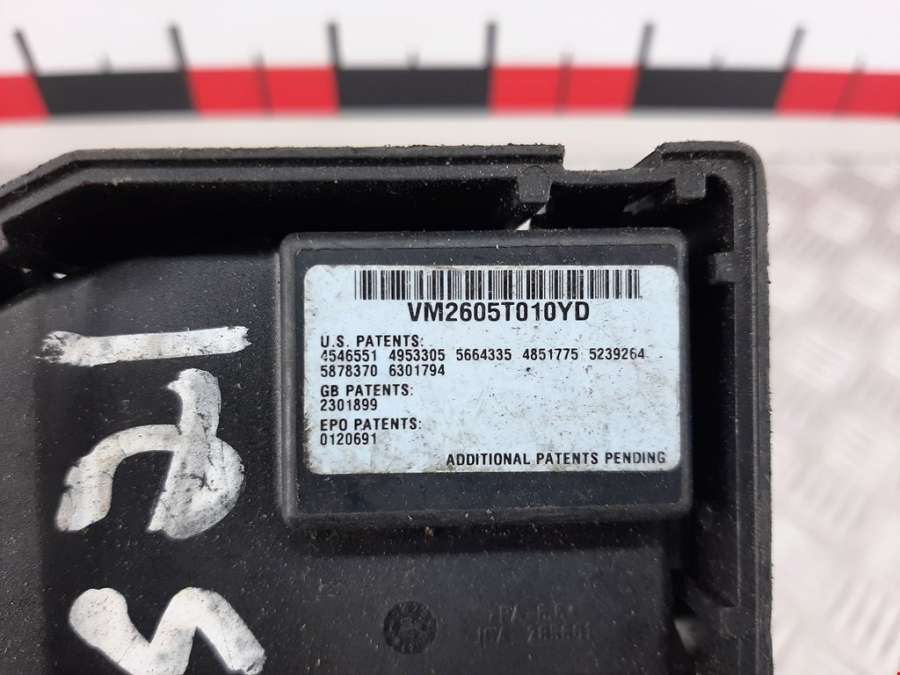 VM2605T010YD
U.S. PATENTS:
4546551 4953305 5664335 4851775 5239264
5878370 6301794
GB PATENTS:
2301899
EPO PATENTS:
0120691
ADDITIONAL PATENTS PENDING